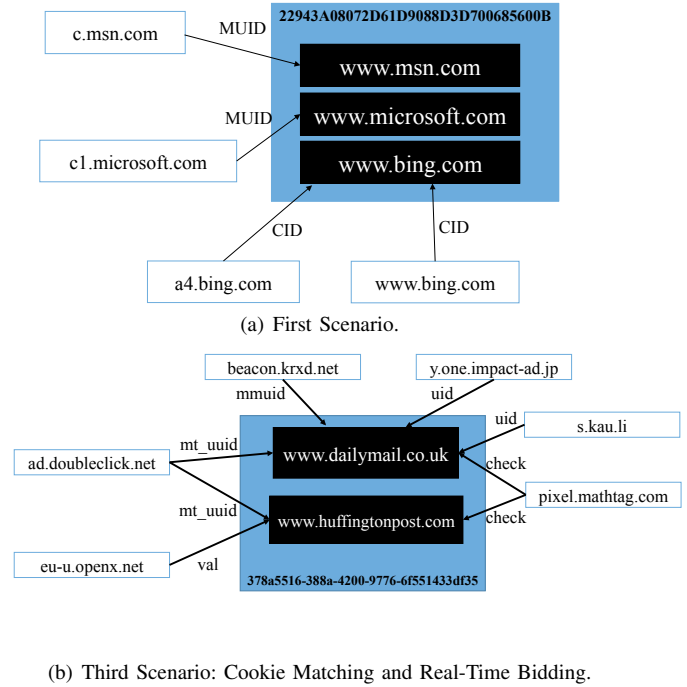 22943A08072D61D9088D3D700685600B
MUID
c.msn.com
www.msn.com
MUID
www.microsoft.com
c1.microsoft.com
www.bing.com
CID
CID
a4.bing.com
www.bing.com
(a) First Scenario.
beacon.krxd.net
y.one.impact-ad.jp
mmuid
uid
uid
s.kau.li
mt_uuid
www.dailymail.co.uk
ad.doubleclick.net
check
pixel.mathtag.com
mt_uuid
www.huffingtonpost.com
check
eu-u.openx.net
val
378a5516-388a-4200-9776-6f551433df35
(b) Third Scenario: Cookie Matching and Real-Time Bidding.